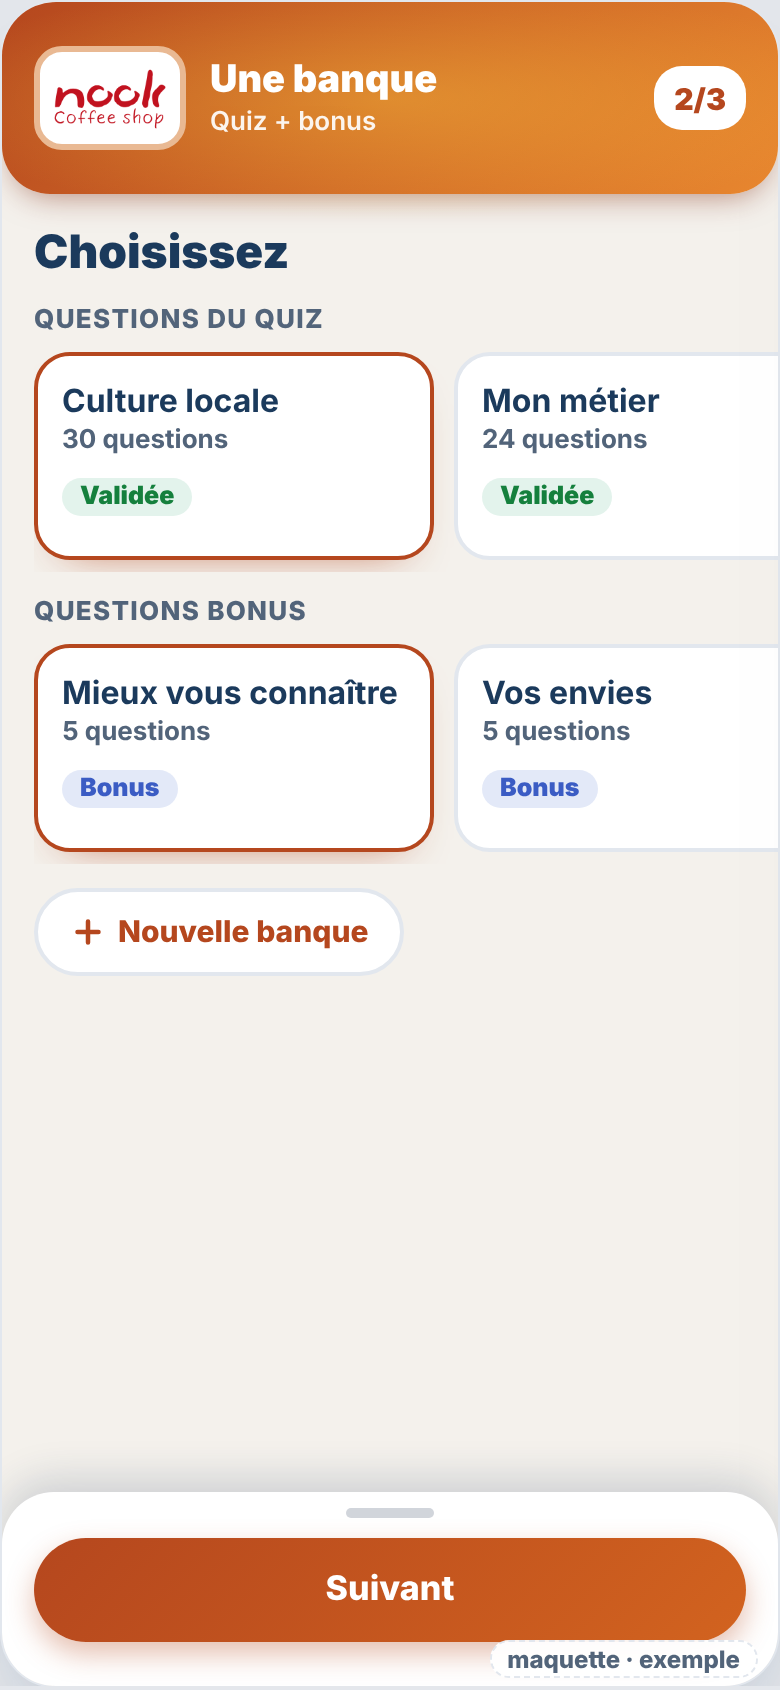 nook
Coffee shop
Une banque
Quiz + bonus
2/3
Choisissez
QUESTIONS DU QUIZ
Culture locale
30 questions
Validée
Mon métier
24 questions
Validée
QUESTIONS BONUS
Mieux vous connaître
5 questions
Bonus
Vos envies
5 questions
Bonus
+ Nouvelle banque
Suivant
maquette · exemple